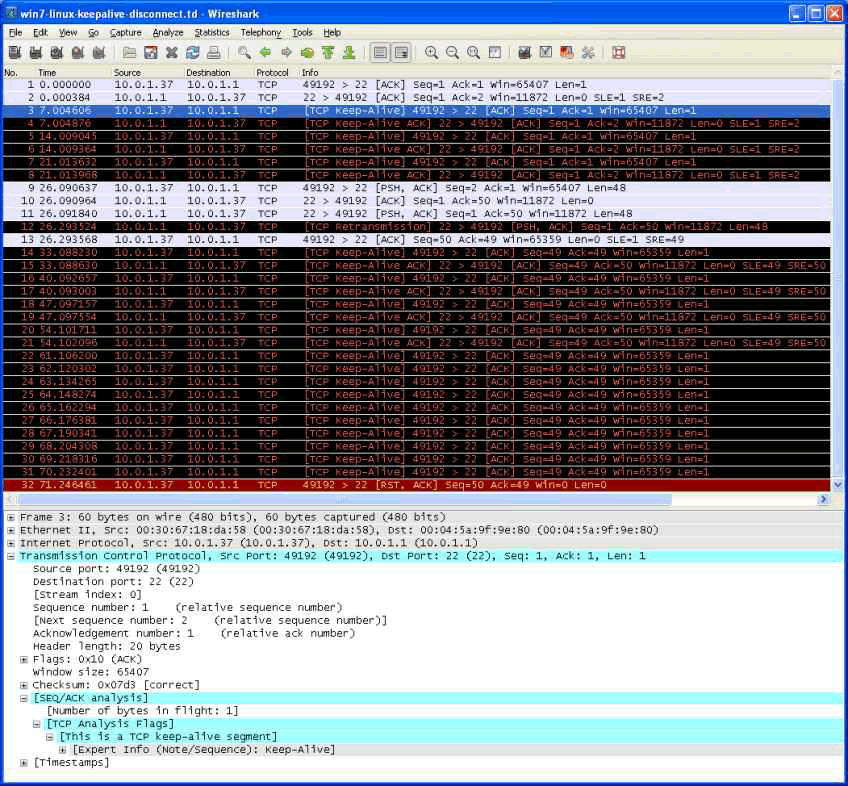 win7-linux-keepalive-disconnect.td - Wireshark
File Edit View Go Capture Analyze Statistics Telephony Tools Help
No. Time Source Destination Protocol Info
1 0.000000 10.0.1.37 10.0.1.1 TCP 49192 > 22 [ACK] Seq=1 Ack=1 Win=65407 Len=1
2 0.000384 10.0.1.1 10.0.1.37 TCP 22 > 49192 [ACK] Seq=1 Ack=2 Win=11872 Len=0 SLE=1 SRE=2
3 7.004606 10.0.1.37 10.0.1.1 TCP [TCP Keep-Alive] 49192 > 22 [ACK] Seq=1 Ack=1 Win=65407 Len=1
4 7.004876 10.0.1.1 10.0.1.37 TCP [TCP Keep-Alive ACK] 22 > 49192 [ACK] Seq=1 Ack=2 Win=11872 Len=0 SLE=1 SRE=2
5 14.009045 10.0.1.37 10.0.1.1 TCP [TCP Keep-Alive] 49192 > 22 [ACK] Seq=1 Ack=1 Win=65407 Len=1
6 14.009364 10.0.1.1 10.0.1.37 TCP [TCP Keep-Alive ACK] 22 > 49192 [ACK] Seq=1 Ack=2 Win=11872 Len=0 SLE=1 SRE=2
7 21.013632 10.0.1.37 10.0.1.1 TCP [TCP Keep-Alive] 49192 > 22 [ACK] Seq=1 Ack=1 Win=65407 Len=1
8 21.013968 10.0.1.1 10.0.1.37 TCP [TCP Keep-Alive ACK] 22 > 49192 [ACK] Seq=1 Ack=2 Win=11872 Len=0 SLE=1 SRE=2
9 26.090637 10.0.1.37 10.0.1.1 TCP 49192 > 22 [PSH, ACK] Seq=2 Ack=1 Win=65407 Len=48
10 26.090964 10.0.1.1 10.0.1.37 TCP 22 > 49192 [ACK] Seq=1 Ack=50 Win=11872 Len=0
11 26.091840 10.0.1.1 10.0.1.37 TCP 22 > 49192 [PSH, ACK] Seq=1 Ack=50 Win=11872 Len=48
12 26.293524 10.0.1.1 10.0.1.37 TCP [TCP Retransmission] 22 > 49192 [PSH, ACK] Seq=1 Ack=50 Win=11872 Len=48
13 26.293568 10.0.1.37 10.0.1.1 TCP 49192 > 22 [ACK] Seq=50 Ack=49 Win=65359 Len=0 SLE=1 SRE=49
14 33.088230 10.0.1.37 10.0.1.1 TCP [TCP Keep-Alive] 49192 > 22 [ACK] Seq=49 Ack=49 Win=65359 Len=1
15 33.088630 10.0.1.1 10.0.1.37 TCP [TCP Keep-Alive ACK] 22 > 49192 [ACK] Seq=49 Ack=50 Win=11872 Len=0 SLE=49 SRE=50
16 40.092657 10.0.1.37 10.0.1.1 TCP [TCP Keep-Alive] 49192 > 22 [ACK] Seq=49 Ack=49 Win=65359 Len=1
17 40.093003 10.0.1.1 10.0.1.37 TCP [TCP Keep-Alive ACK] 22 > 49192 [ACK] Seq=49 Ack=50 Win=11872 Len=0 SLE=49 SRE=50
18 47.097157 10.0.1.37 10.0.1.1 TCP [TCP Keep-Alive] 49192 > 22 [ACK] Seq=49 Ack=49 Win=65359 Len=1
19 47.097554 10.0.1.1 10.0.1.37 TCP [TCP Keep-Alive ACK] 22 > 49192 [ACK] Seq=49 Ack=50 Win=11872 Len=0 SLE=49 SRE=50
20 54.101711 10.0.1.37 10.0.1.1 TCP [TCP Keep-Alive] 49192 > 22 [ACK] Seq=49 Ack=49 Win=65359 Len=1
21 54.102096 10.0.1.1 10.0.1.37 TCP [TCP Keep-Alive ACK] 22 > 49192 [ACK] Seq=49 Ack=50 Win=11872 Len=0 SLE=49 SRE=50
22 61.106200 10.0.1.37 10.0.1.1 TCP [TCP Keep-Alive] 49192 > 22 [ACK] Seq=49 Ack=49 Win=65359 Len=1
23 62.120302 10.0.1.37 10.0.1.1 TCP [TCP Keep-Alive] 49192 > 22 [ACK] Seq=49 Ack=49 Win=65359 Len=1
24 63.134265 10.0.1.37 10.0.1.1 TCP [TCP Keep-Alive] 49192 > 22 [ACK] Seq=49 Ack=49 Win=65359 Len=1
25 64.148274 10.0.1.37 10.0.1.1 TCP [TCP Keep-Alive] 49192 > 22 [ACK] Seq=49 Ack=49 Win=65359 Len=1
26 65.162294 10.0.1.37 10.0.1.1 TCP [TCP Keep-Alive] 49192 > 22 [ACK] Seq=49 Ack=49 Win=65359 Len=1
27 66.176381 10.0.1.37 10.0.1.1 TCP [TCP Keep-Alive] 49192 > 22 [ACK] Seq=49 Ack=49 Win=65359 Len=1
28 67.190341 10.0.1.37 10.0.1.1 TCP [TCP Keep-Alive] 49192 > 22 [ACK] Seq=49 Ack=49 Win=65359 Len=1
29 68.204308 10.0.1.37 10.0.1.1 TCP [TCP Keep-Alive] 49192 > 22 [ACK] Seq=49 Ack=49 Win=65359 Len=1
30 69.218316 10.0.1.37 10.0.1.1 TCP [TCP Keep-Alive] 49192 > 22 [ACK] Seq=49 Ack=49 Win=65359 Len=1
31 70.232401 10.0.1.37 10.0.1.1 TCP [TCP Keep-Alive] 49192 > 22 [ACK] Seq=49 Ack=49 Win=65359 Len=1
32 71.246461 10.0.1.37 10.0.1.1 TCP 49192 > 22 [RST, ACK] Seq=50 Ack=49 Win=0 Len=0
Frame 3: 60 bytes on wire (480 bits), 60 bytes captured (480 bits)
Ethernet II, Src: 00:30:67:18:da:58 (00:30:67:18:da:58), Dst: 00:04:5a:9f:9e:80 (00:04:5a:9f:9e:80)
Internet Protocol, Src: 10.0.1.37 (10.0.1.37), Dst: 10.0.1.1 (10.0.1.1)
Transmission Control Protocol, Src Port: 49192 (49192), Dst Port: 22 (22), Seq: 1, Ack: 1, Len: 1
Source port: 49192 (49192)
Destination port: 22 (22)
[Stream index: 0]
Sequence number: 1 (relative sequence number)
[Next sequence number: 2 (relative sequence number)]
Acknowledgement number: 1 (relative ack number)
Header length: 20 bytes
Flags: 0x10 (ACK)
Window size: 65407
Checksum: 0x07d3 [correct]
[SEQ/ACK analysis]
[Number of bytes in flight: 1]
[TCP Analysis Flags]
[This is a TCP keep-alive segment]
[Expert Info (Note/Sequence): Keep-Alive]
[Timestamps]